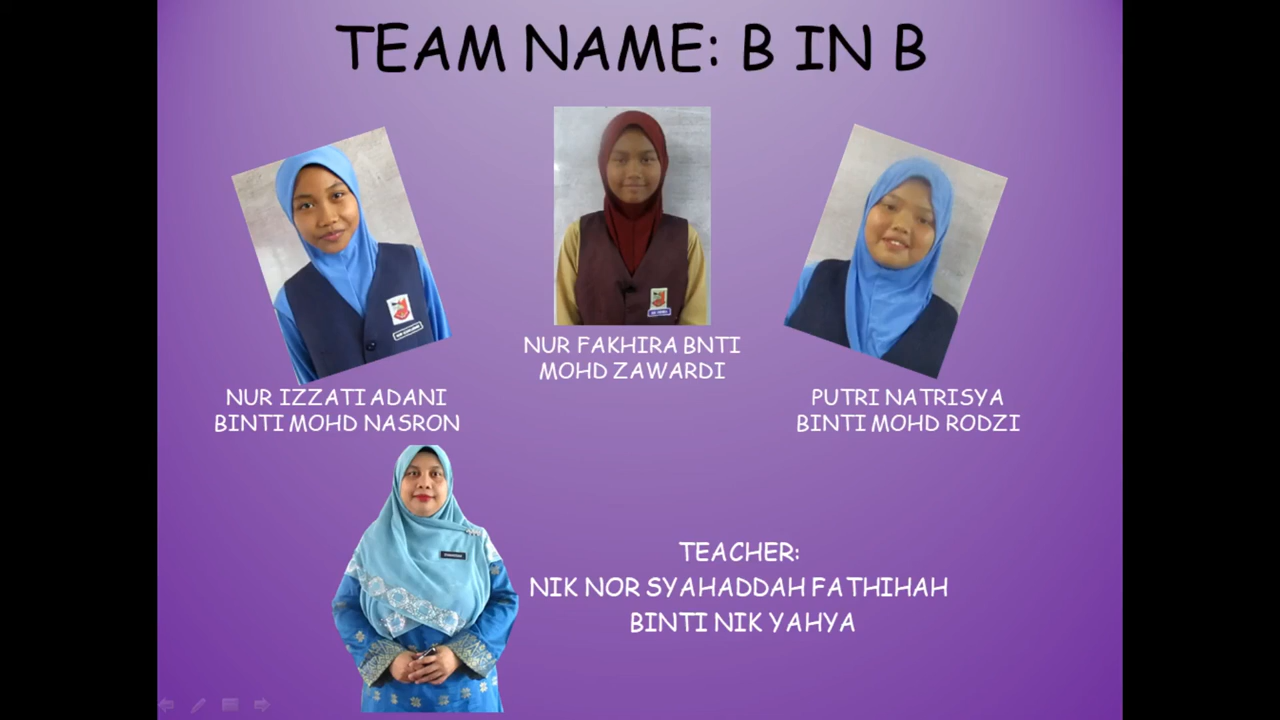 TEAM NAME: B IN B
NUR FAKHIRA BNTI
MOHD ZAWARDI
NUR IZZATI ADANI
BINTI MOHD NASRON
PUTRI NATRISYA
BINTI MOHD RODZI
TEACHER:
NIK NOR SYAHADDAH FATHIHAH
BINTI NIK YAHYA